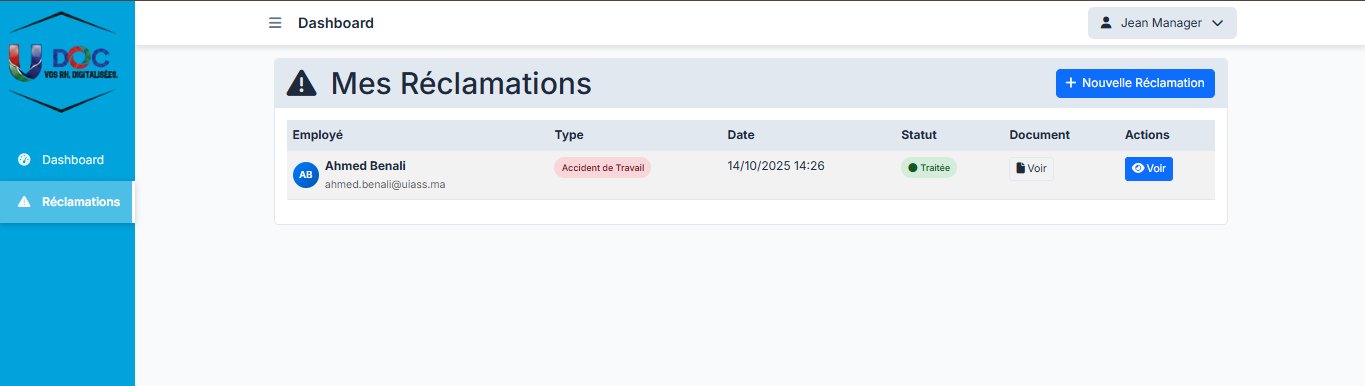 U DOC
VOS RH, DIGITALISÉES.
Dashboard
Réclamations
Dashboard
Jean Manager
Mes Réclamations
Nouvelle Réclamation
Employé Type Date Statut Document Actions
AB Ahmed Benali Accident de Travail 14/10/2025 14:26 Traitée Voir Voir
ahmed.benali@uiass.ma